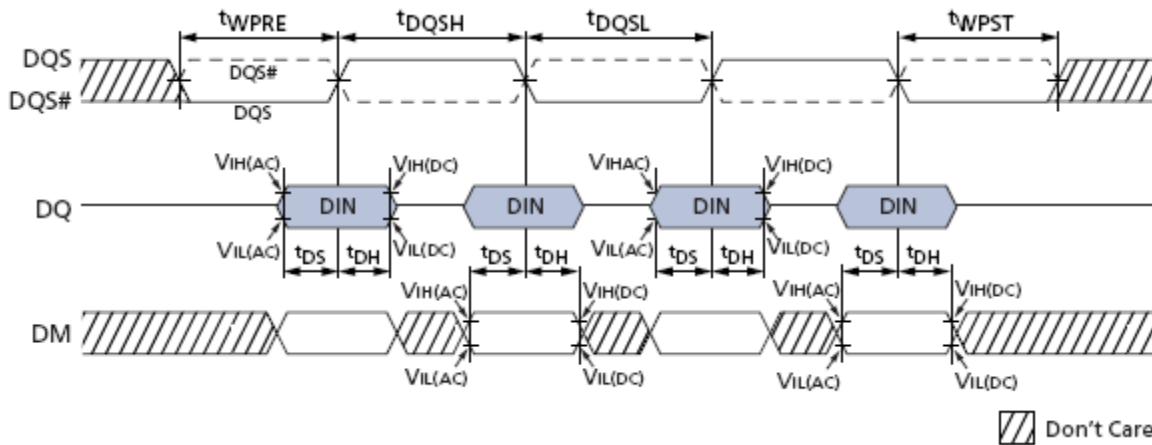 tWPRE tDQSH tDQSL tWPST
DQS
DQS#
DQS#
DQS
VIH(AC) VIH(DC) VIHAC) VIH(DC)
DQ DIN DIN DIN DIN
VIL(AC) VIL(DC) VIL(AC) VIL(DC)
tDS tDH tDS tDH tDS tDH tDS tDH
VIH(AC) VIH(DC) VIH(AC) VIH(DC)
DM
VIL(AC) VIL(DC) VIL(AC) VIL(DC)
Don't Care